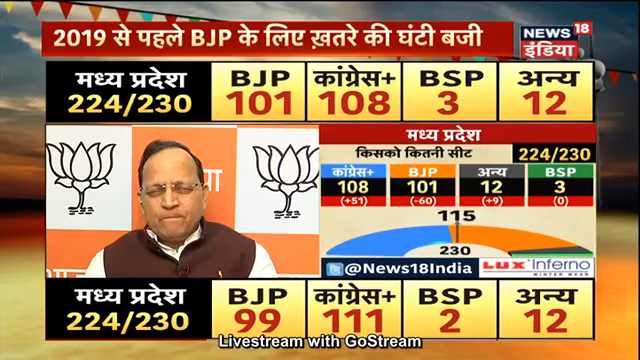 2019 से पहले BJP के लिए ख़तरे की घंटी बजी
NEWS18
इंडिया
मध्य प्रदेश
224/230
BJP
101
कांग्रेस+
108
BSP
3
अन्य
12
मध्य प्रदेश
किसको कितनी सीट 224/230
कांग्रेस+ BJP अन्य BSP
108 101 12 3
(+51) (-60) (+9) (0)
115
230
@News18India
LUX Inferno
WINTER WEAR
मध्य प्रदेश
224/230
BJP
99
कांग्रेस+
111
BSP
2
अन्य
12
Livestream with GoStream